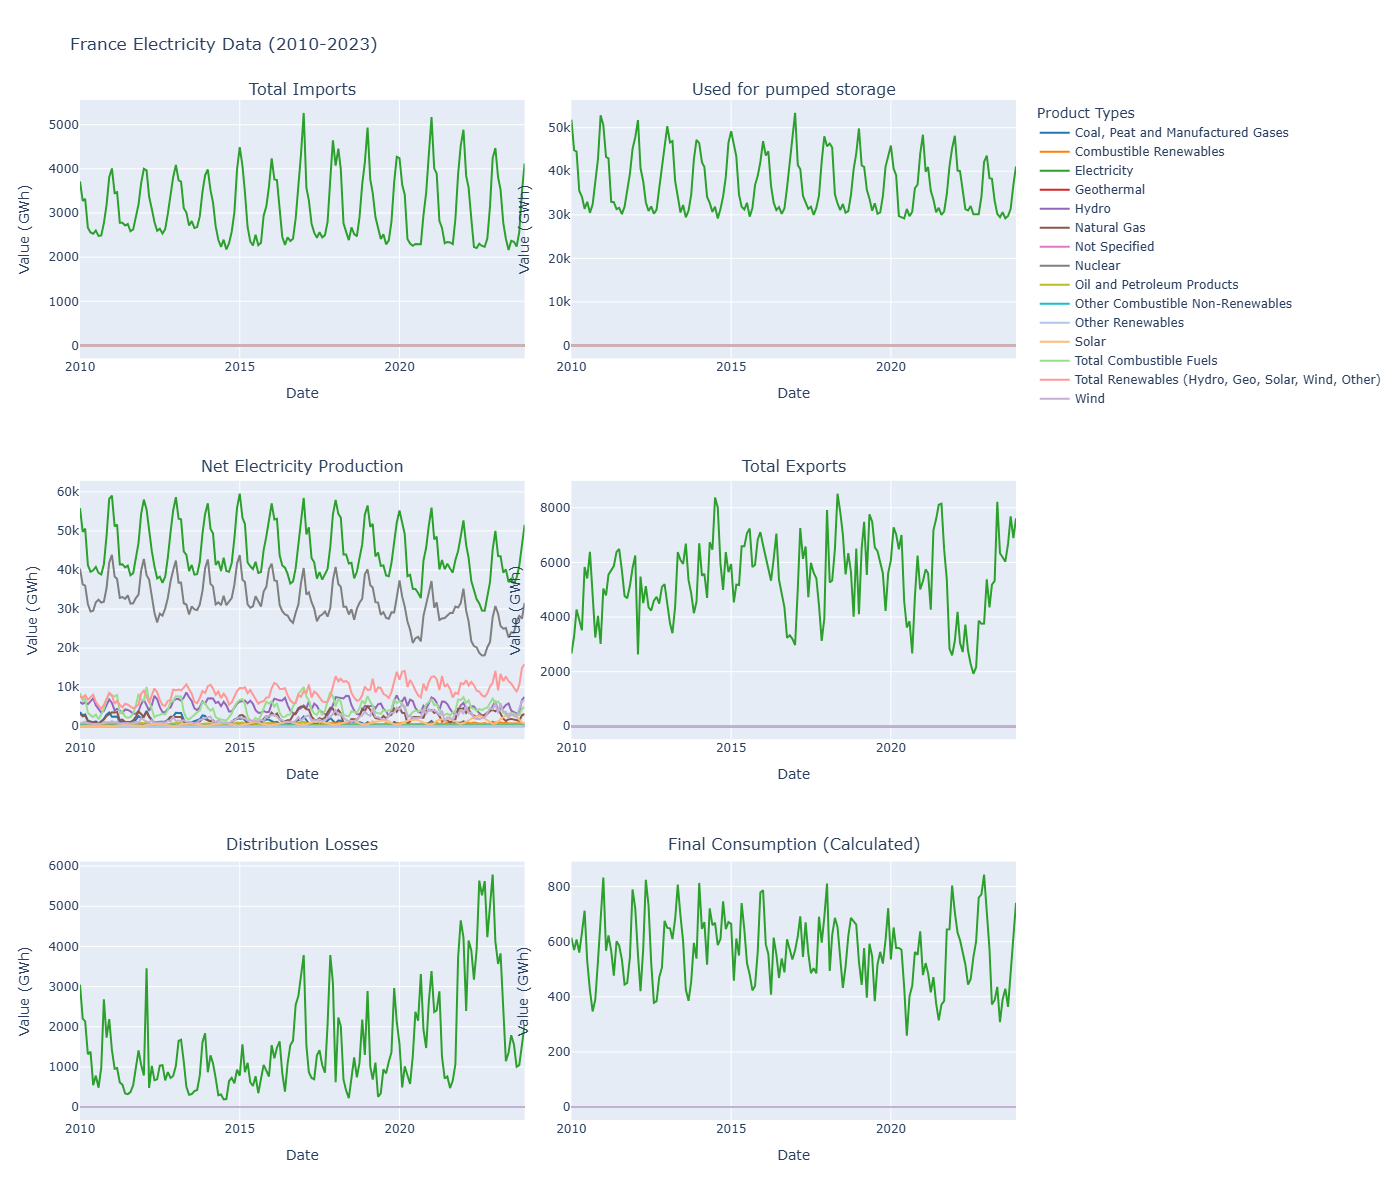 France Electricity Data (2010-2023)
Total Imports
Used for pumped storage
Value (GWh)
5000
4000
3000
2000
1000
0
2010
2015
2020
Date
Value (GWh)
50k
40k
30k
20k
10k
0
2010
2015
2020
Date
Product Types
Coal, Peat and Manufactured Gases
Combustible Renewables
Electricity
Geothermal
Hydro
Natural Gas
Not Specified
Nuclear
Oil and Petroleum Products
Other Combustible Non-Renewables
Other Renewables
Solar
Total Combustible Fuels
Total Renewables (Hydro, Geo, Solar, Wind, Other)
Wind
Net Electricity Production
Total Exports
Value (GWh)
60k
50k
40k
30k
20k
10k
0
2010
2015
2020
Date
Value (GWh)
8000
6000
4000
2000
0
2010
2015
2020
Date
Distribution Losses
Final Consumption (Calculated)
Value (GWh)
6000
5000
4000
3000
2000
1000
0
2010
2015
2020
Date
Value (GWh)
800
600
400
200
0
2010
2015
2020
Date